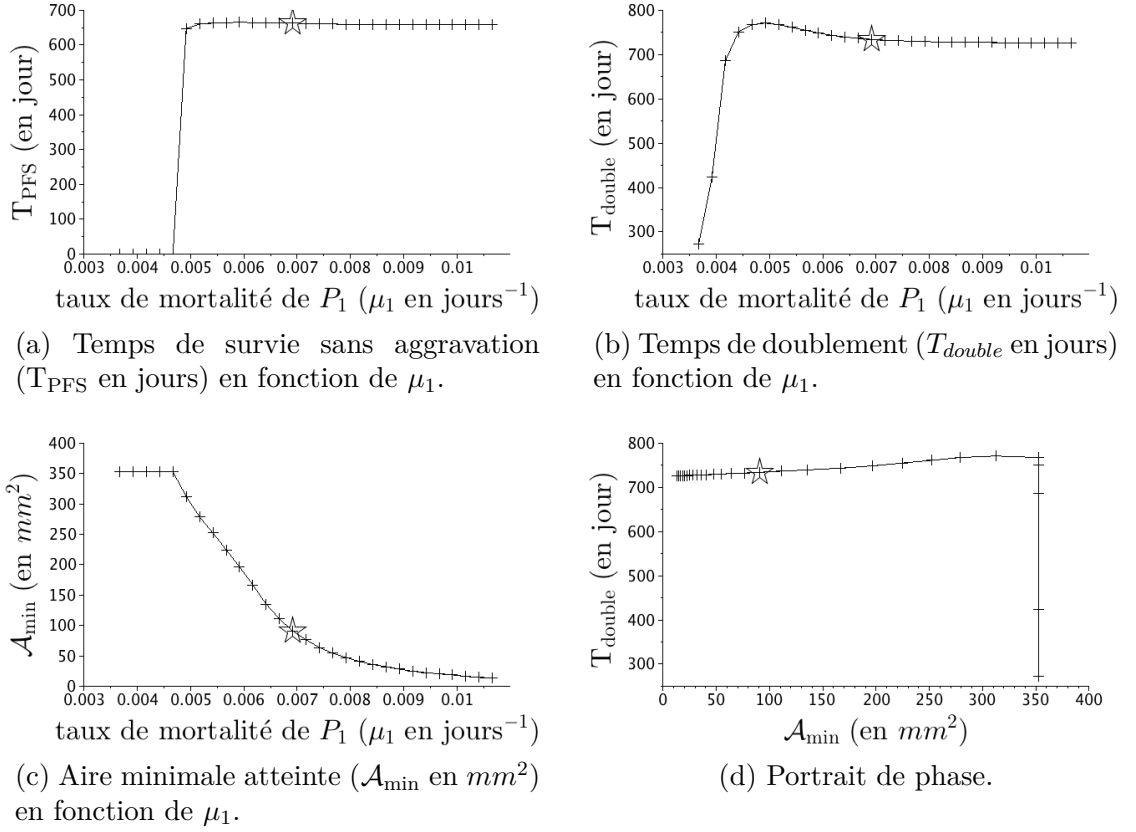 700
600
500
400
300
200
100
0
T_PFS (en jour)
0.003 0.004 0.005 0.006 0.007 0.008 0.009 0.01
taux de mortalité de P₁ (μ₁ en jours⁻¹)
(a) Temps de survie sans aggravation
(T_PFS en jours) en fonction de μ₁.
800
700
600
500
400
300
T_double (en jour)
0.003 0.004 0.005 0.006 0.007 0.008 0.009 0.01
taux de mortalité de P₁ (μ₁ en jours⁻¹)
(b) Temps de doublement (T_double en jours)
en fonction de μ₁.
400
350
300
250
200
150
100
50
0
A_min (en mm²)
0.003 0.004 0.005 0.006 0.007 0.008 0.009 0.01
taux de mortalité de P₁ (μ₁ en jours⁻¹)
(c) Aire minimale atteinte (A_min en mm²)
en fonction de μ₁.
800
700
600
500
400
300
T_double (en jour)
0 50 100 150 200 250 300 350 400
A_min (en mm²)
(d) Portrait de phase.